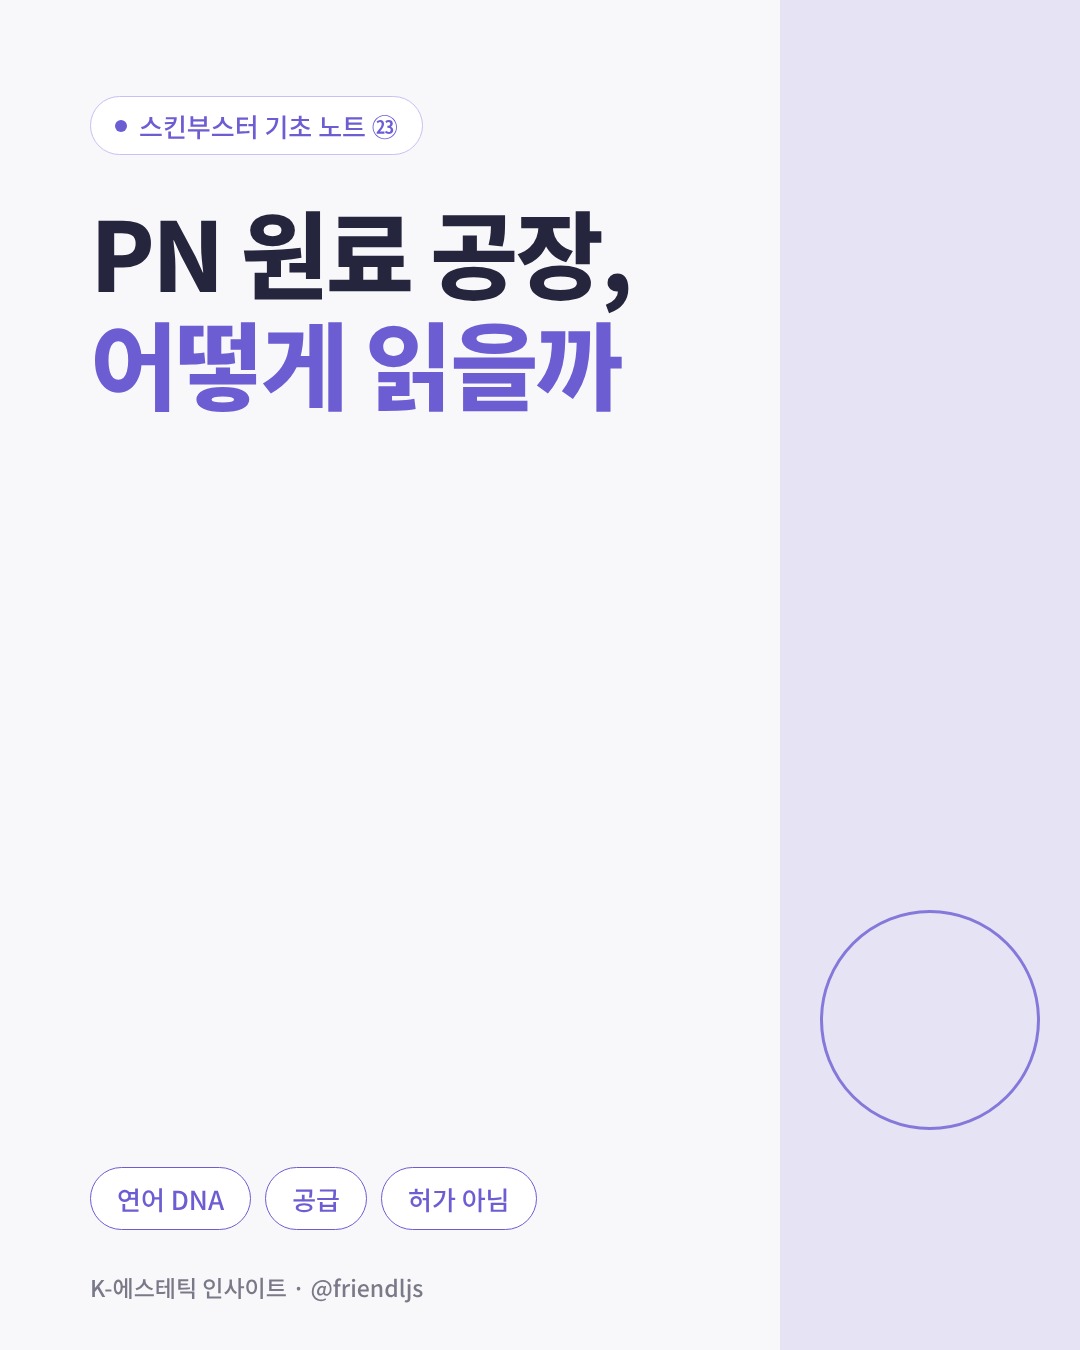 스킨부스터 기초 노트 ㉓
PN 원료 공장,
어떻게 읽을까
연어 DNA
공급
허가 아님
K-에스테틱 인사이트 · @friendljs